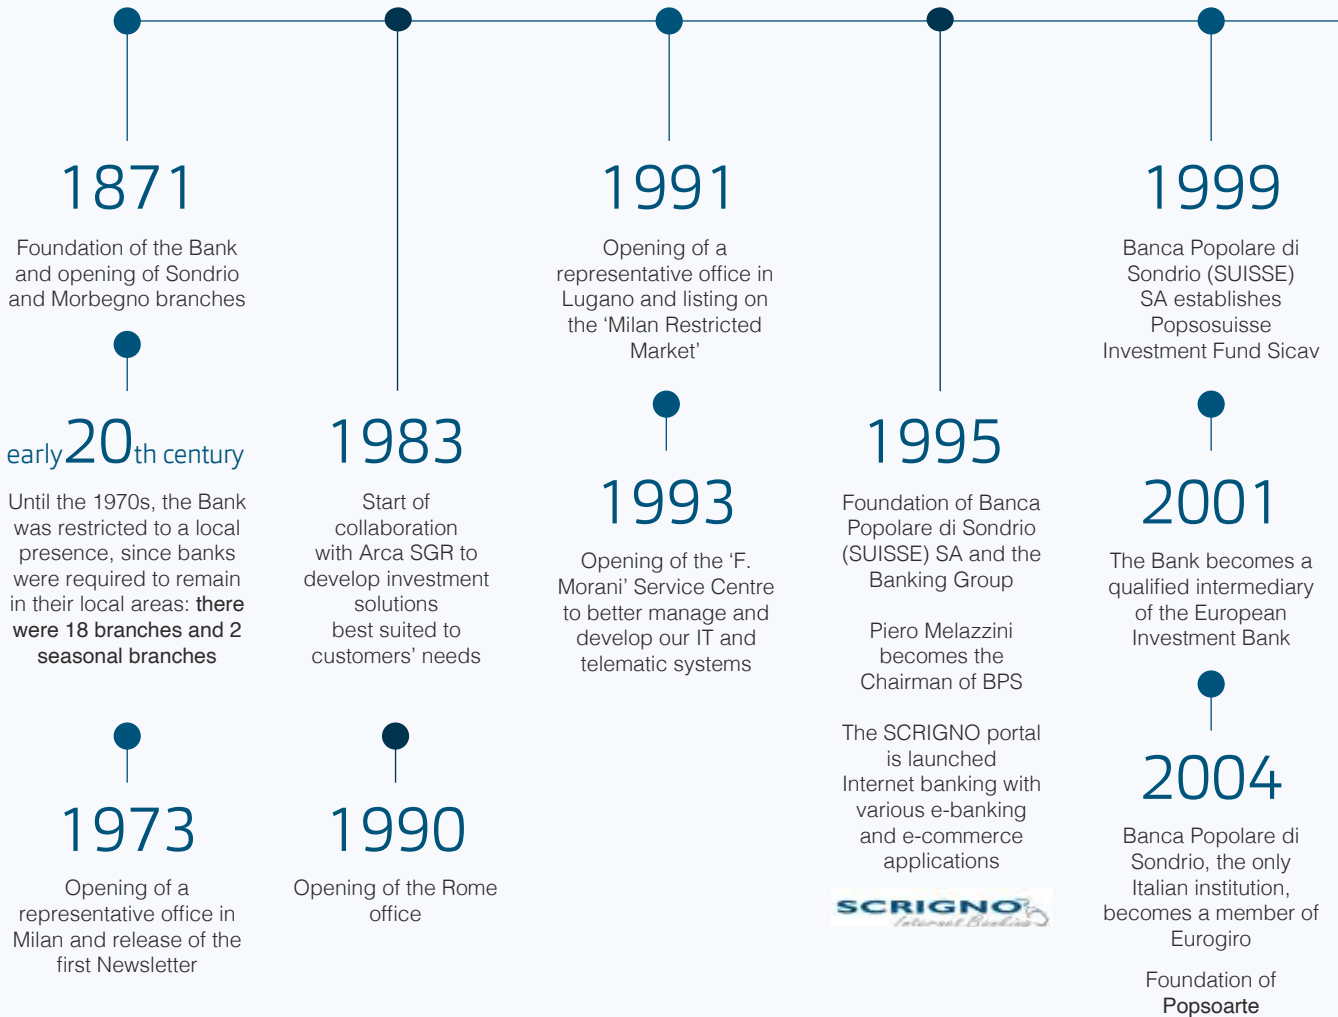 1871
Foundation of the Bank
and opening of Sondrio
and Morbegno branches
early 20th century
Until the 1970s, the Bank
was restricted to a local
presence, since banks
were required to remain
in their local areas: there
were 18 branches and 2
seasonal branches
1973
Opening of a
representative office in
Milan and release of the
first Newsletter
1983
Start of
collaboration
with Arca SGR to
develop investment
solutions
best suited to
customers’ needs
1990
Opening of the Rome
office
1991
Opening of a
representative office in
Lugano and listing on
the ‘Milan Restricted
Market’
1993
Opening of the ‘F.
Morani’ Service Centre
to better manage and
develop our IT and
telematic systems
1995
Foundation of Banca
Popolare di Sondrio
(SUISSE) SA and the
Banking Group
Piero Melazzini
becomes the
Chairman of BPS
The SCRIGNO portal
is launched
Internet banking with
various e-banking
and e-commerce
applications
SCRIGNO
Internet Banking
1999
Banca Popolare di
Sondrio (SUISSE)
SA establishes
Popsosuisse
Investment Fund Sicav
2001
The Bank becomes a
qualified intermediary
of the European
Investment Bank
2004
Banca Popolare di
Sondrio, the only
Italian institution,
becomes a member of
Eurogiro
Foundation of
Popsoarte